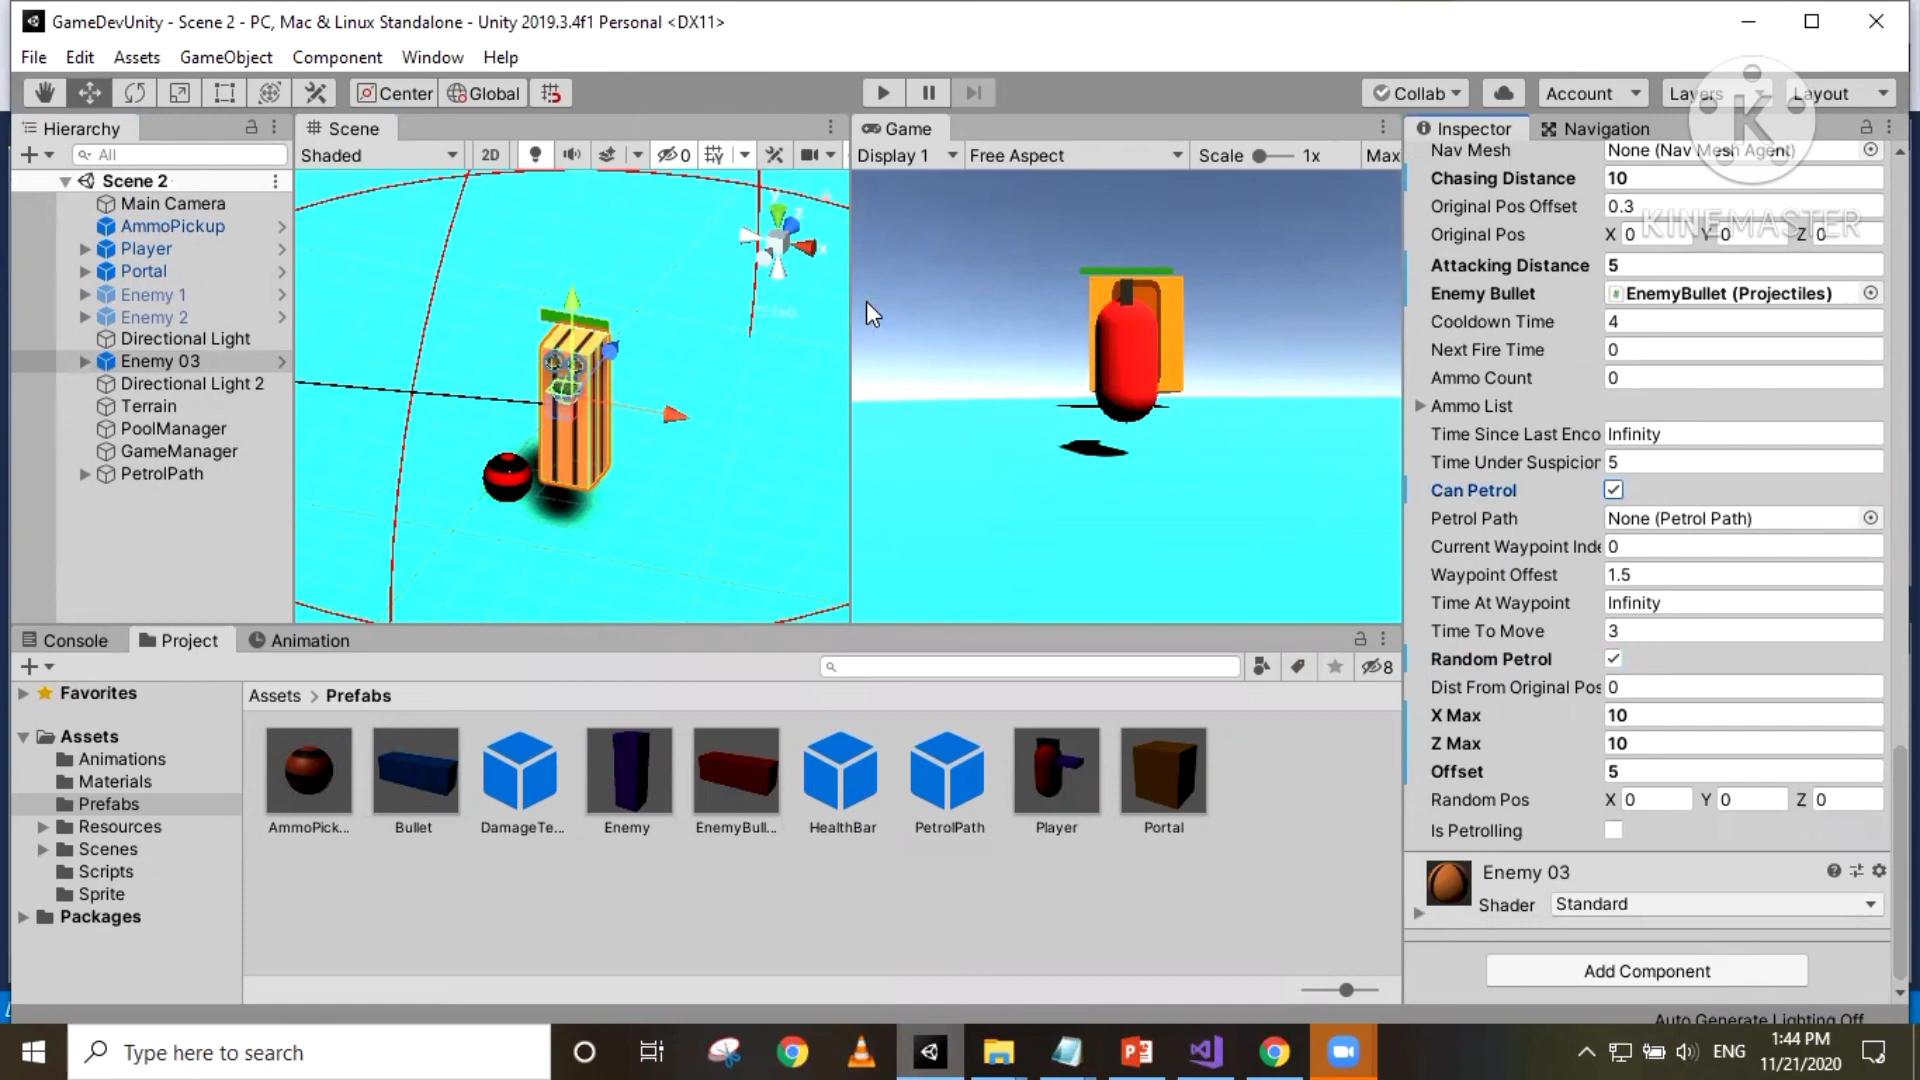 GameDevUnity - Scene 2 - PC, Mac & Linux Standalone - Unity 2019.3.4f1 Personal <DX11>
File Edit Assets GameObject Component Window Help
Center Global Collab Account Layers Layout
K
KINEMASTER
Hierarchy
All
Scene 2
Main Camera
AmmoPickup
Player
Portal
Enemy 1
Enemy 2
Directional Light
Enemy 03
Directional Light 2
Terrain
PoolManager
GameManager
PetrolPath
Scene
Shaded 2D 0
Game
Display 1 Free Aspect Scale 1x Max
Inspector Navigation
Nav Mesh None (Nav Mesh Agent)
Chasing Distance 10
Original Pos Offset 0.3
Original Pos X 0 Y 0 Z 0
Attacking Distance 5
Enemy Bullet EnemyBullet (Projectiles)
Cooldown Time 4
Next Fire Time 0
Ammo Count 0
Ammo List
Time Since Last Enco Infinity
Time Under Suspicion 5
Can Petrol
Petrol Path None (Petrol Path)
Current Waypoint Inde 0
Waypoint Offest 1.5
Time At Waypoint Infinity
Time To Move 3
Random Petrol
Dist From Original Pos 0
X Max 10
Z Max 10
Offset 5
Random Pos X 0 Y 0 Z 0
Is Petrolling
Enemy 03
Shader Standard
Add Component
Auto Generate Lighting Off
Console Project Animation
8
Favorites
Assets
Animations
Materials
Prefabs
Resources
Scenes
Scripts
Sprite
Packages
Assets > Prefabs
AmmoPick... Bullet DamageTe... Enemy EnemyBull... HealthBar PetrolPath Player Portal
Type here to search
ENG
1:44 PM
11/21/2020